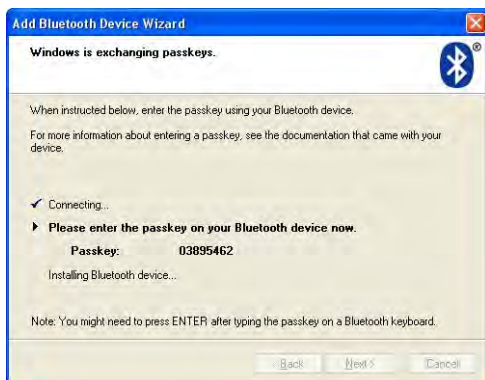 Add Bluetooth Device Wizard
Windows is exchanging passkeys.
®
When instructed below, enter the passkey using your Bluetooth device.
For more information about entering a passkey, see the documentation that came with your
device.
Connecting...
Please enter the passkey on your Bluetooth device now.
Passkey: 03895462
Installing Bluetooth device...
Note: You might need to press ENTER after typing the passkey on a Bluetooth keyboard.
< Back Next > Cancel